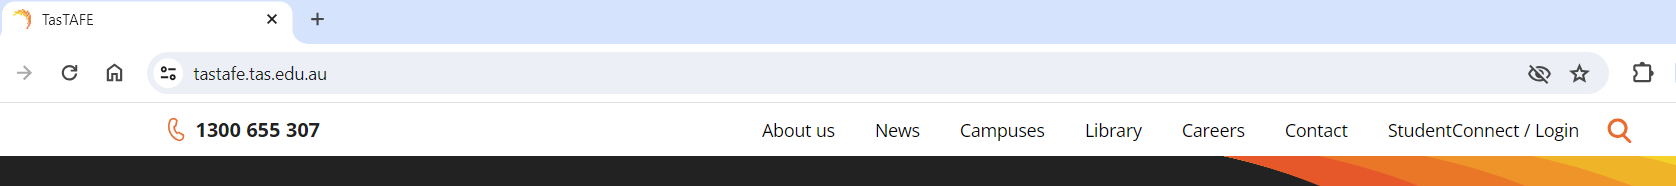 TasTAFE
tastafe.tas.edu.au
1300 655 307 About us News Campuses Library Careers Contact StudentConnect / Login